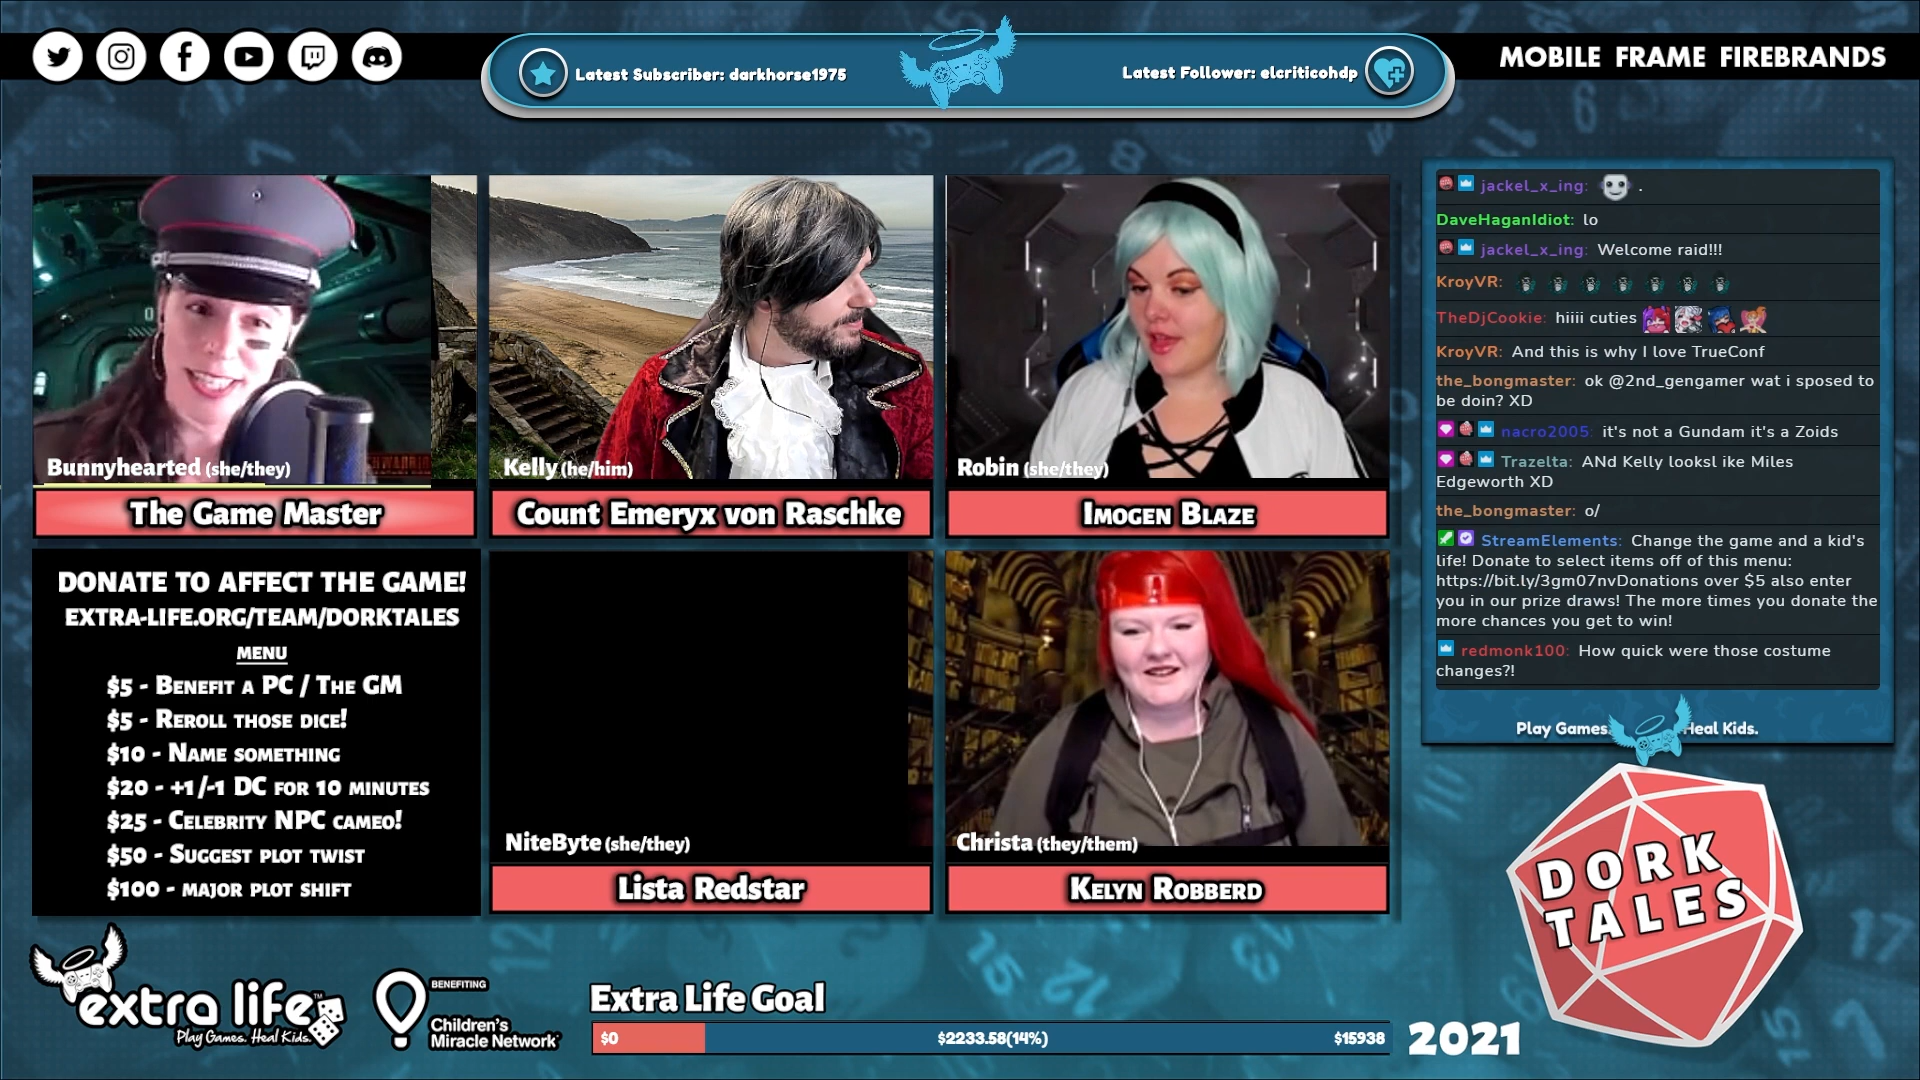 Latest Subscriber: darkhorse1975
Latest Follower: elcriticohdp
MOBILE FRAME FIREBRANDS
Bunnyhearted (she/they)
The Game Master
Kelly (he/him)
Count Emeryx von Raschke
Robin (she/they)
Imogen Blaze
DONATE TO AFFECT THE GAME!
EXTRA-LIFE.ORG/TEAM/DORKTALES
MENU
$5 - Benefit a PC / The GM
$5 - Reroll those dice!
$10 - Name something
$20 - +1/-1 DC for 10 minutes
$25 - Celebrity NPC cameo!
$50 - Suggest plot twist
$100 - major plot shift
NiteByte (she/they)
Lista Redstar
Christa (they/them)
Kelyn Robberd
jackel_x_ing: .
DaveHaganIdiot: lo
jackel_x_ing: Welcome raid!!!
KroyVR:
TheDjCookie: hiiii cuties
KroyVR: And this is why I love TrueConf
the_bongmaster: ok @2nd_gengamer wat i sposed to
be doin? XD
nacro2005: it's not a Gundam it's a Zoids
Trazelta: ANd Kelly looksl ike Miles
Edgeworth XD
the_bongmaster: o/
StreamElements: Change the game and a kid's
life! Donate to select items off of this menu:
https://bit.ly/3gm07nvDonations over $5 also enter
you in our prize draws! The more times you donate the
more chances you get to win!
redmonk100: How quick were those costume
changes?!
Play Games. Heal Kids.
DORK
TALES
extra life™
Play Games. Heal Kids.
BENEFITING
Children's
Miracle Network
Extra Life Goal
$0
$2233.58(14%)
$15938
2021